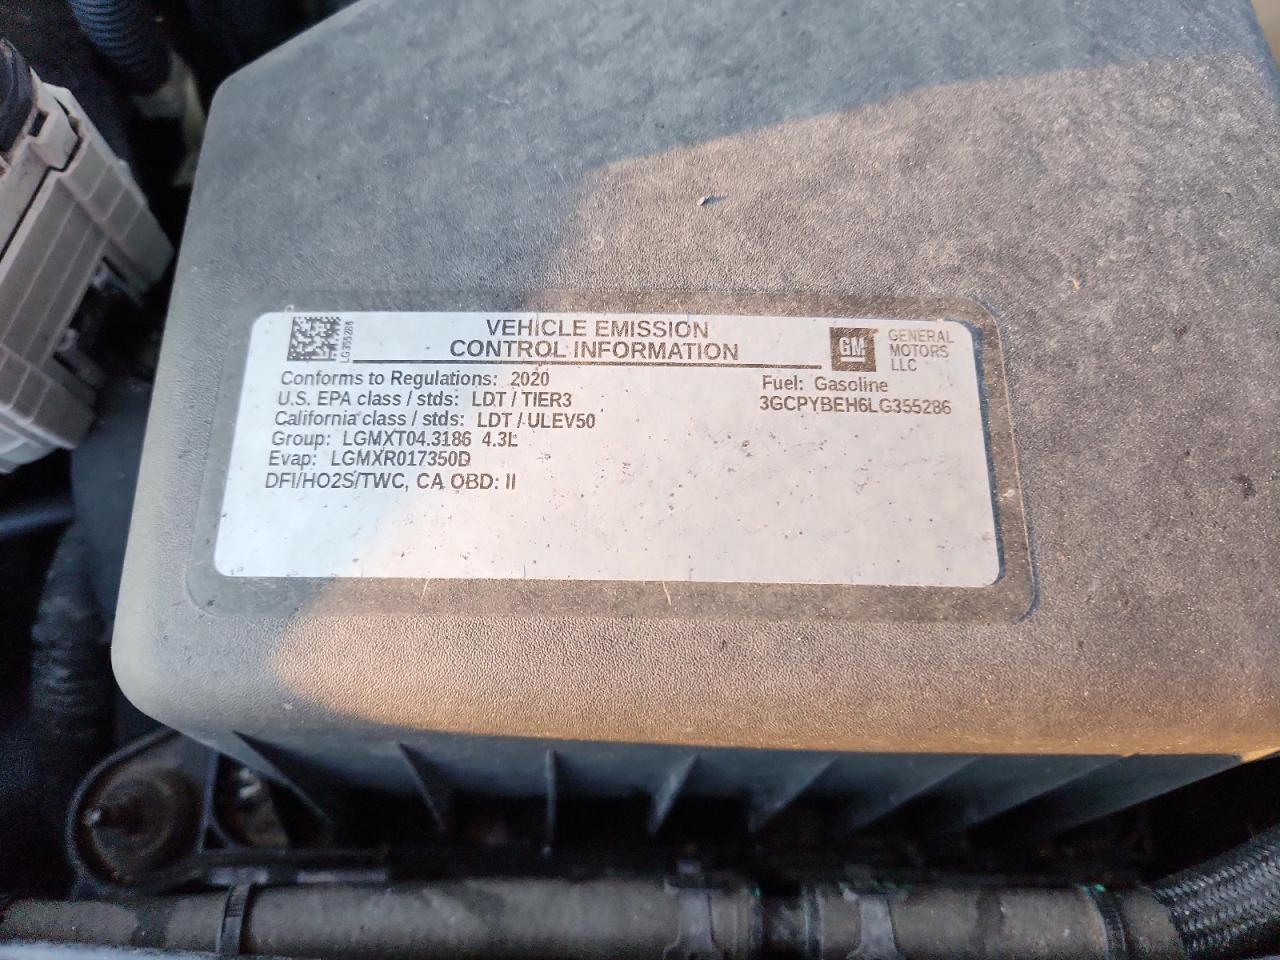 LG355286
VEHICLE EMISSION
CONTROL INFORMATION
GM
GENERAL
MOTORS
LLC
Conforms to Regulations: 2020
U.S. EPA class / stds: LDT / TIER3
California class / stds: LDT / ULEV50
Group: LGMXT04.3186 4.3L
Evap: LGMXR017350D
DFI/HO2S/TWC, CA OBD: II
Fuel: Gasoline
3GCPYBEH6LG355286